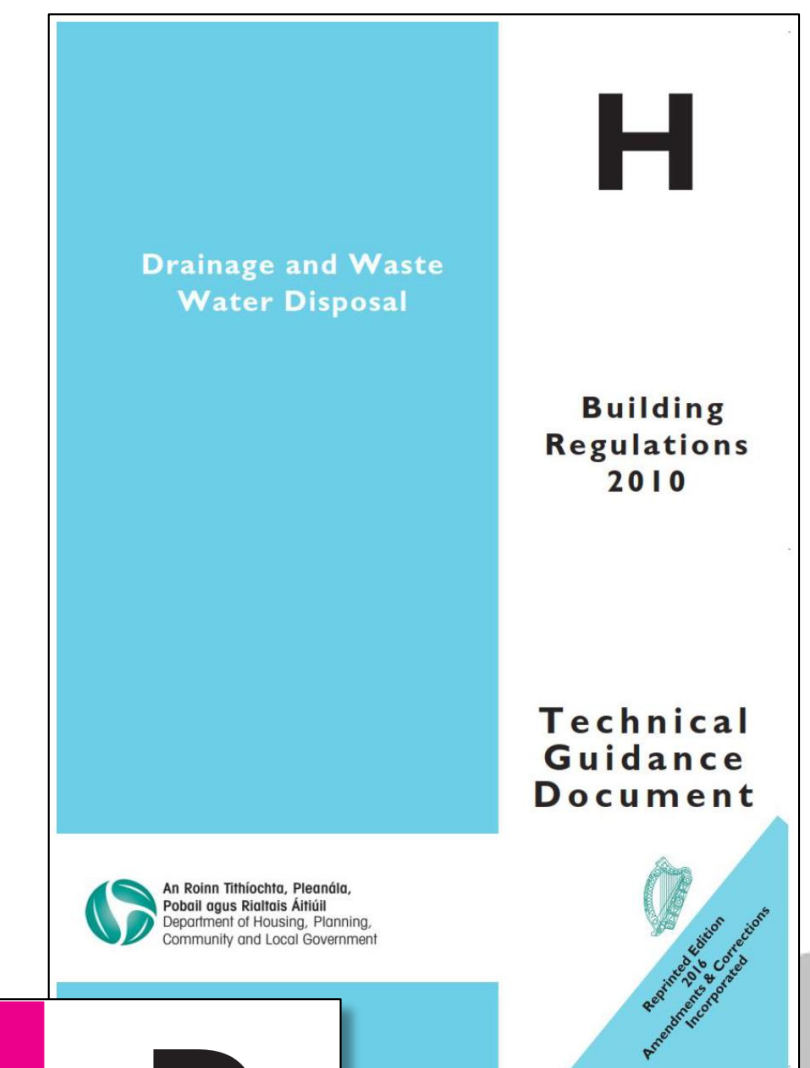 H
Drainage and Waste
Water Disposal
Building
Regulations
2010
Technical
Guidance
Document
An Roinn Tithíochta, Pleanála,
Pobail agus Rialtais Áitiúil
Department of Housing, Planning,
Community and Local Government
Reprinted Edition
2016
Amendments & Corrections
Incorporated